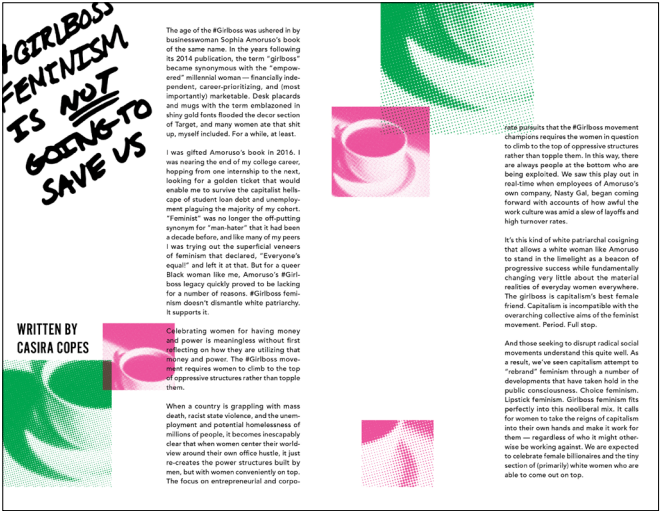 #GIRLBOSS
FEMINISM
IS NOT
GOING TO
SAVE US
WRITTEN BY
CASIRA COPES
The age of the #Girlboss was ushered in by
businesswoman Sophia Amoruso's book
of the same name. In the years following
its 2014 publication, the term "girlboss"
became synonymous with the "empow-
ered" millennial woman — financially inde-
pendent, career-prioritizing, and (most
importantly) marketable. Desk placards
and mugs with the term emblazoned in
shiny gold fonts flooded the decor section
of Target, and many women ate that shit
up, myself included. For a while, at least.
I was gifted Amoruso's book in 2016. I
was nearing the end of my college career,
hopping from one internship to the next,
looking for a golden ticket that would
enable me to survive the capitalist hells-
cape of student loan debt and unemploy-
ment plaguing the majority of my cohort.
"Feminist" was no longer the off-putting
synonym for "man-hater" that it had been
a decade before, and like many of my peers
I was trying out the superficial veneers
of feminism that declared, "Everyone's
equal!" and left it at that. But for a queer
Black woman like me, Amoruso's #Girl-
boss legacy quickly proved to be lacking
for a number of reasons. #Girlboss femi-
nism doesn't dismantle white patriarchy.
It supports it.
Celebrating women for having money
and power is meaningless without first
reflecting on how they are utilizing that
money and power. The #Girlboss move-
ment requires women to climb to the top
of oppressive structures rather than topple
them.
When a country is grappling with mass
death, racist state violence, and the unem-
ployment and potential homelessness of
millions of people, it becomes inescapably
clear that when women center their world-
view around their own office hustle, it just
re-creates the power structures built by
men, but with women conveniently on top.
The focus on entrepreneurial and corpo-
rate pursuits that the #Girlboss movement
champions requires the women in question
to climb to the top of oppressive structures
rather than topple them. In this way, there
are always people at the bottom who are
being exploited. We saw this play out in
real-time when employees of Amoruso's
own company, Nasty Gal, began coming
forward with accounts of how awful the
work culture was amid a slew of layoffs and
high turnover rates.
It's this kind of white patriarchal cosigning
that allows a white woman like Amoruso
to stand in the limelight as a beacon of
progressive success while fundamentally
changing very little about the material
realities of everyday women everywhere.
The girlboss is capitalism's best female
friend. Capitalism is incompatible with the
overarching collective aims of the feminist
movement. Period. Full stop.
And those seeking to disrupt radical social
movements understand this quite well. As
a result, we've seen capitalism attempt to
"rebrand" feminism through a number of
developments that have taken hold in the
public consciousness. Choice feminism.
Lipstick feminism. Girlboss feminism fits
perfectly into this neoliberal mix. It calls
for women to take the reigns of capitalism
into their own hands and make it work for
them — regardless of who it might other-
wise be working against. We are expected
to celebrate female billionaires and the tiny
section of (primarily) white women who are
able to come out on top.